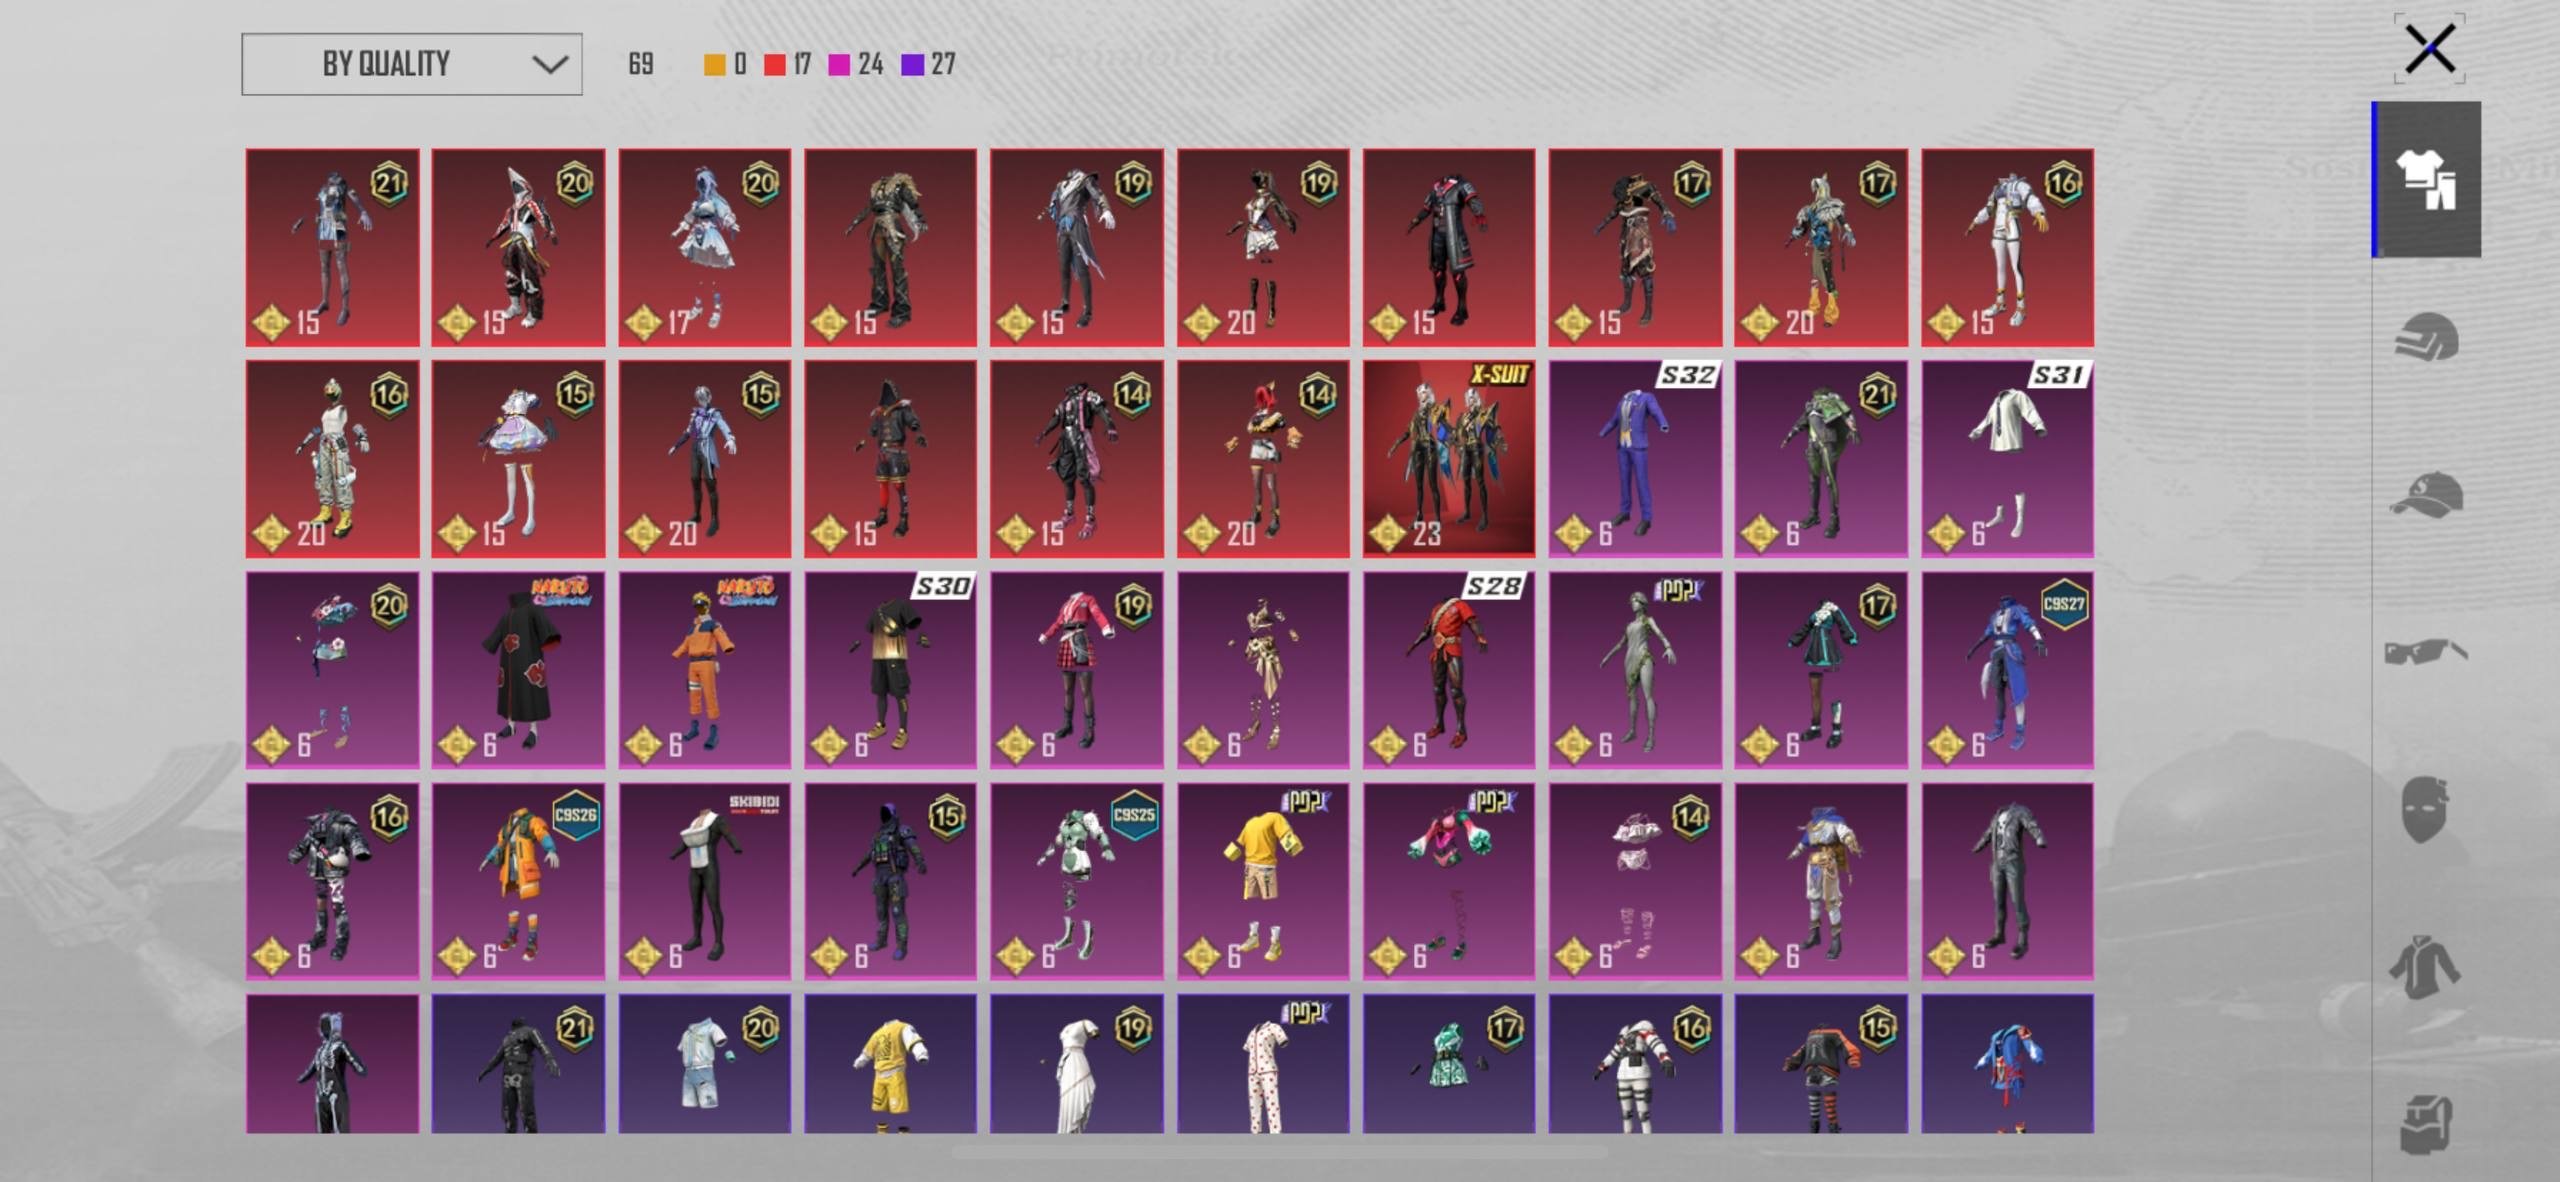 BY QUALITY 69 0 17 24 27
21 20 20 19 19 17 17 16
15 15 17 15 15 20 15 15 20 15
16 15 15 14 14 X-SUIT S32 21 S31
20 15 20 15 15 20 23 6 6 6
20 NARUTO NARUTO S30 19 S28 17 C9S27
6 6 6 6 6 6 6 6 6 6
16 C9S26 SKIBIDI TOILET 15 C9S25 14
6 6 6 6 6 6 6 6 6 6
21 20 19 17 16 15